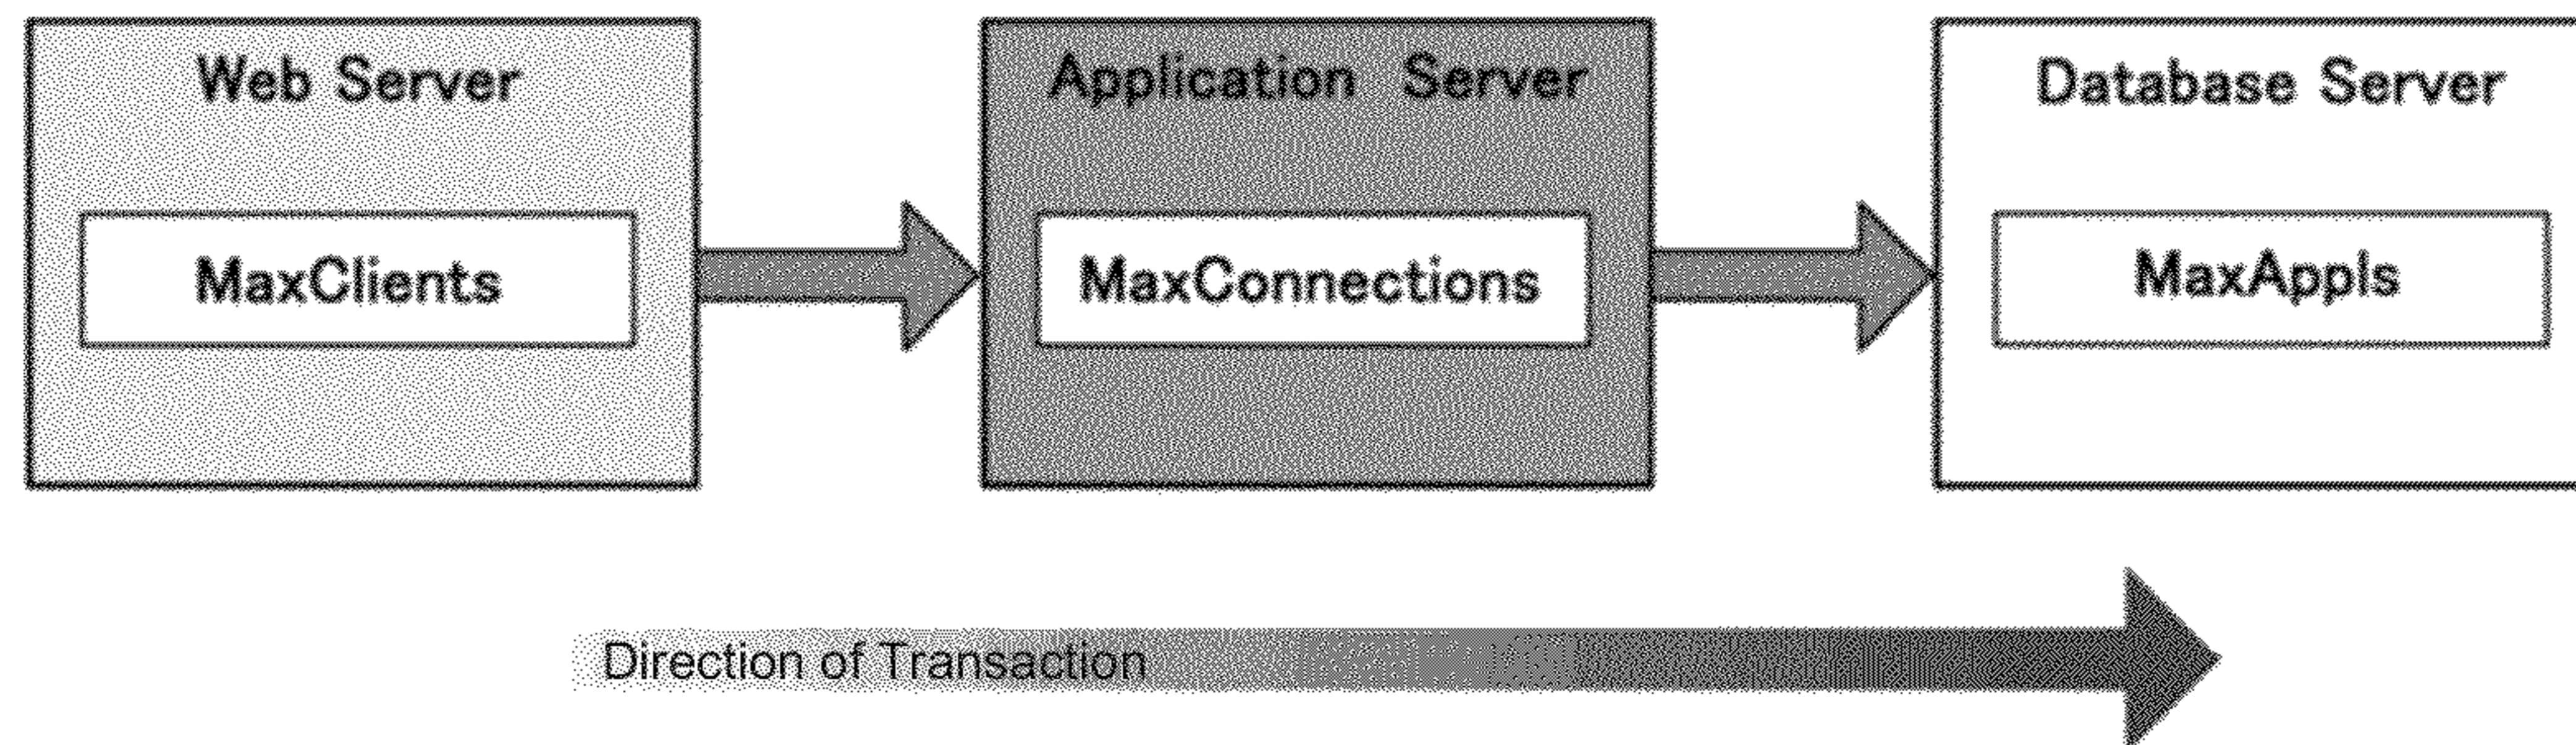 Web Server
Application Server
Database Server
MaxClients
MaxConnections
MaxAppls
Direction of Transaction